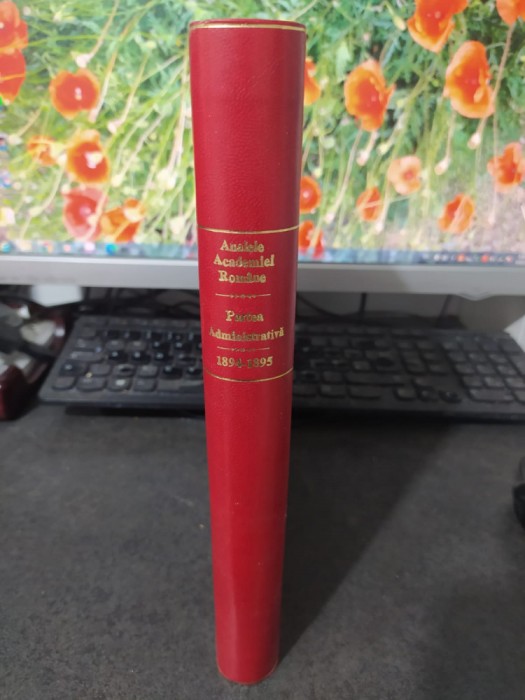 Analele
Academiei
Române
Partea
Administrativă
1894-1895